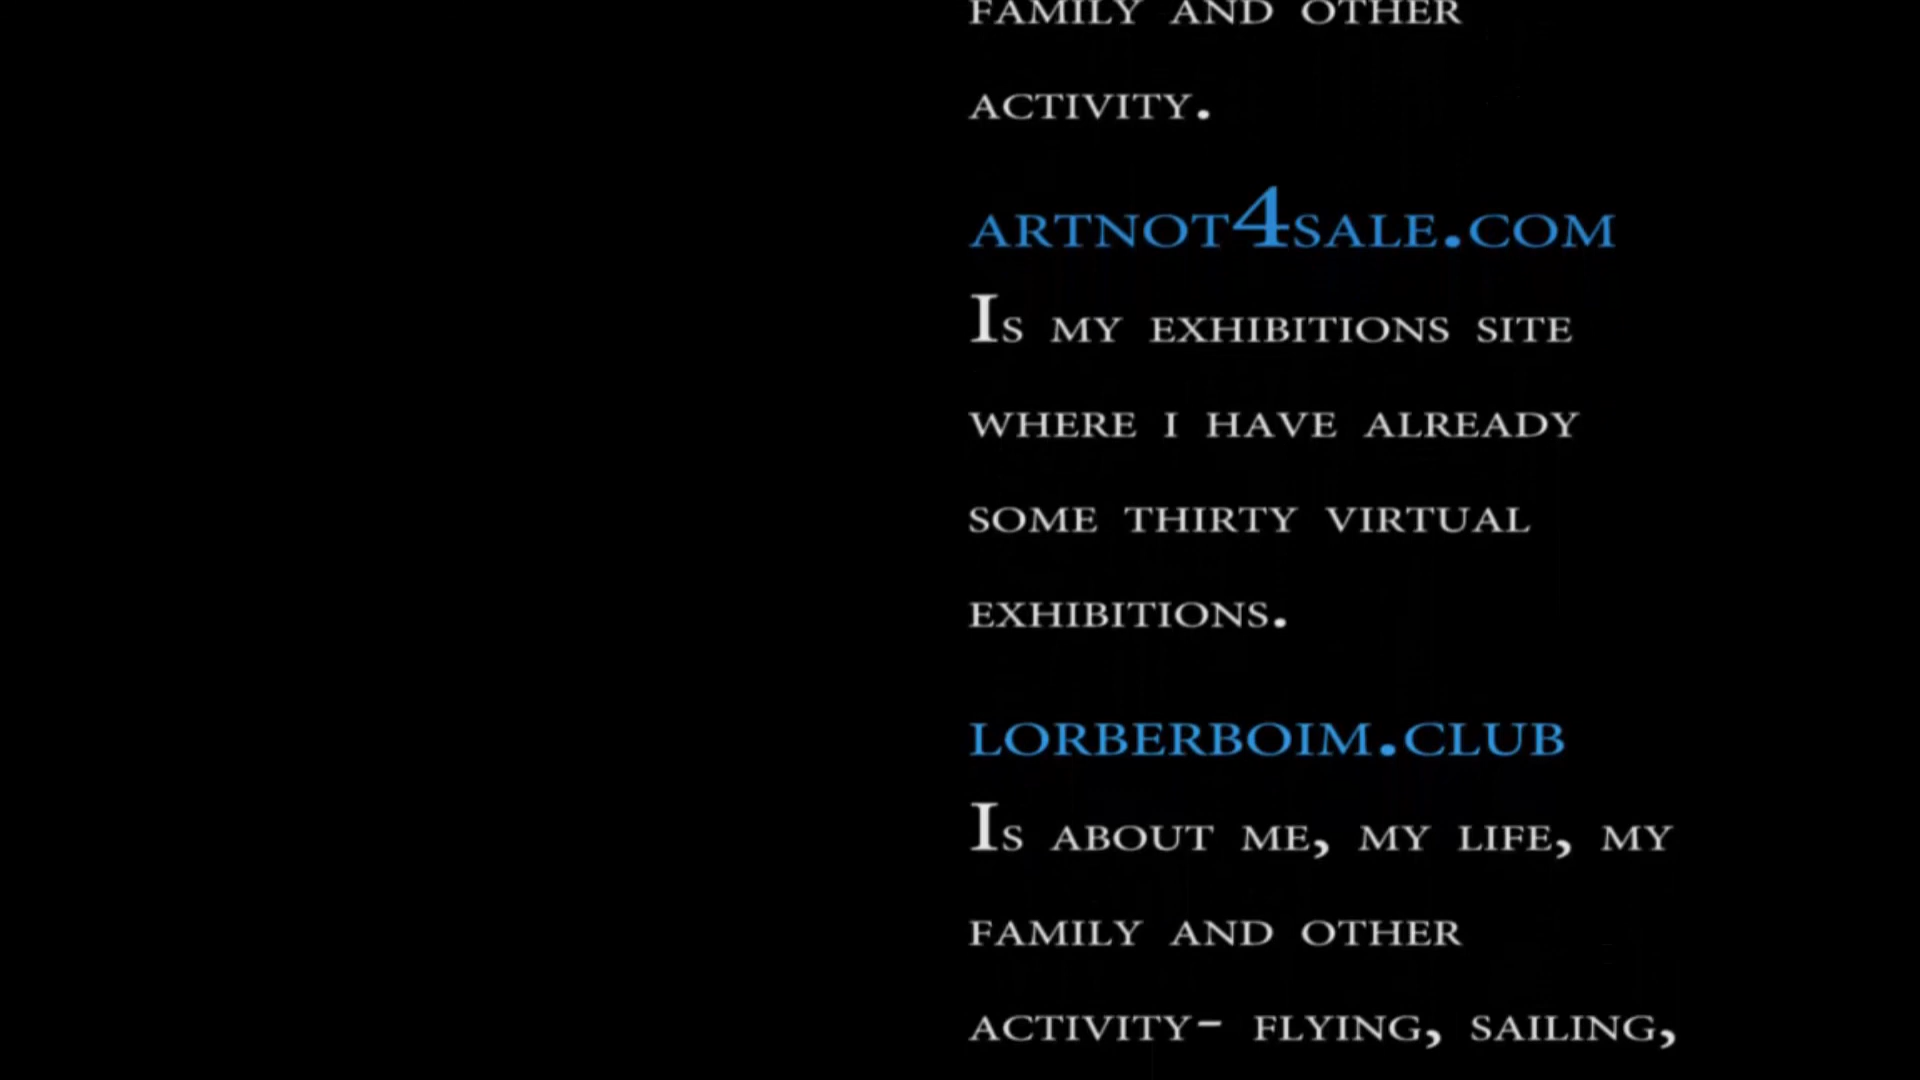 family and other
activity.
artnot4sale.com
Is my exhibitions site
where i have already
some thirty virtual
exhibitions.
lorberboim.club
Is about me, my life, my
family and other
activity- flying, sailing,